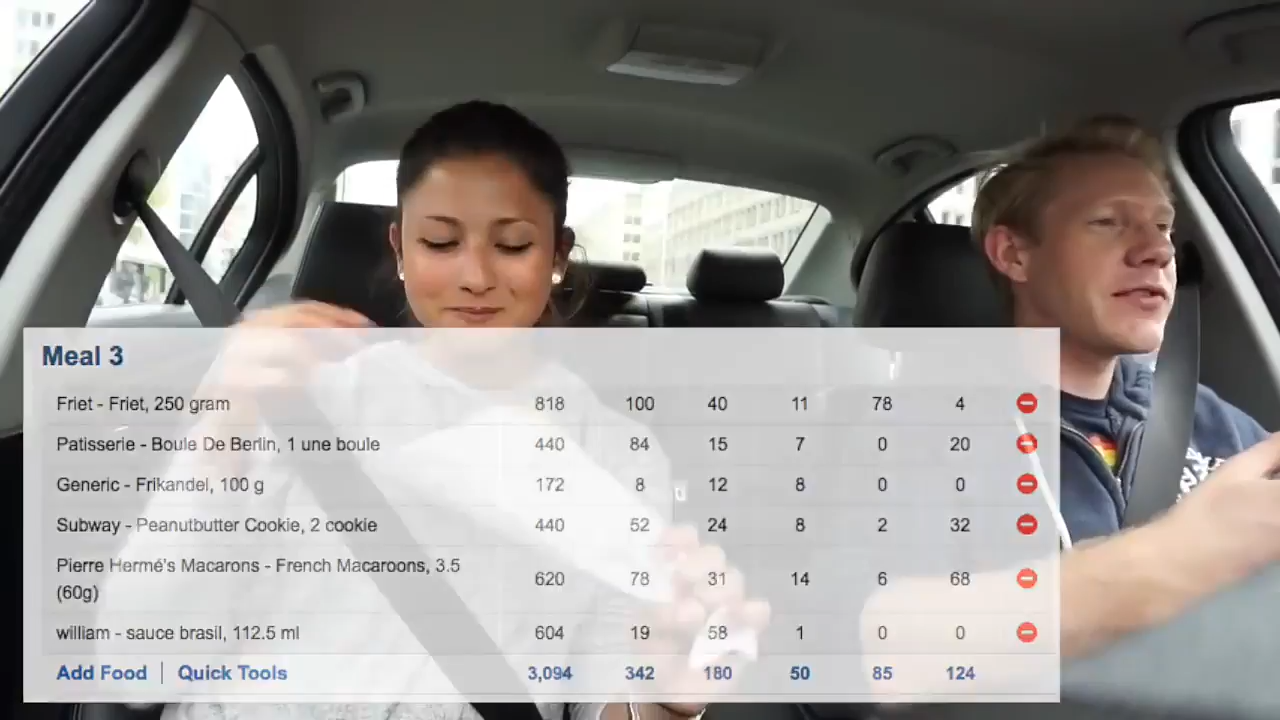 Meal 3
Friet - Friet, 250 gram 818 100 40 11 78 4
Patisserie - Boule De Berlin, 1 une boule 440 84 15 7 0 20
Generic - Frikandel, 100 g 172 8 12 8 0 0
Subway - Peanutbutter Cookie, 2 cookie 440 52 24 8 2 32
Pierre Hermé's Macarons - French Macaroons, 3.5
(60g) 620 78 31 14 6 68
william - sauce brasil, 112.5 ml 604 19 58 1 0 0
Add Food | Quick Tools 3,094 342 180 50 85 124